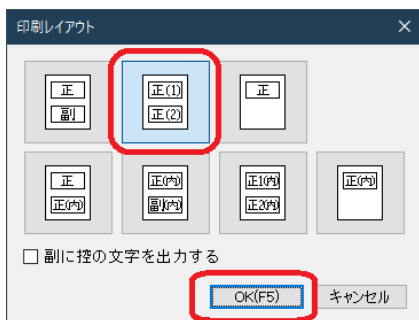 印刷レイアウト
正
副
正(1)
正(2)
正
正
正(内)
正(内)
副(内)
正1(内)
正2(内)
正(内)
副に控の文字を出力する
OK(F5)
キャンセル